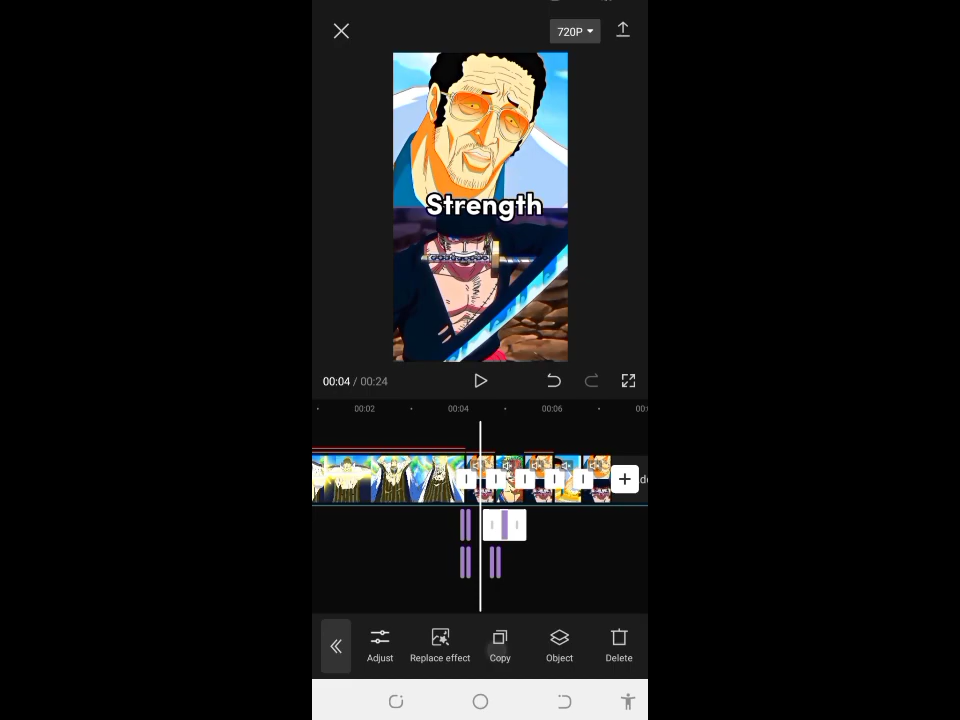 720P
Strength
00:04 / 00:24
00:02
00:04
00:06
Adjust
Replace effect
Copy
Object
Delete